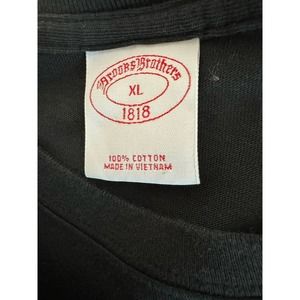 Brooks Brothers
XL
1818
100% COTTON
MADE IN VIETNAM